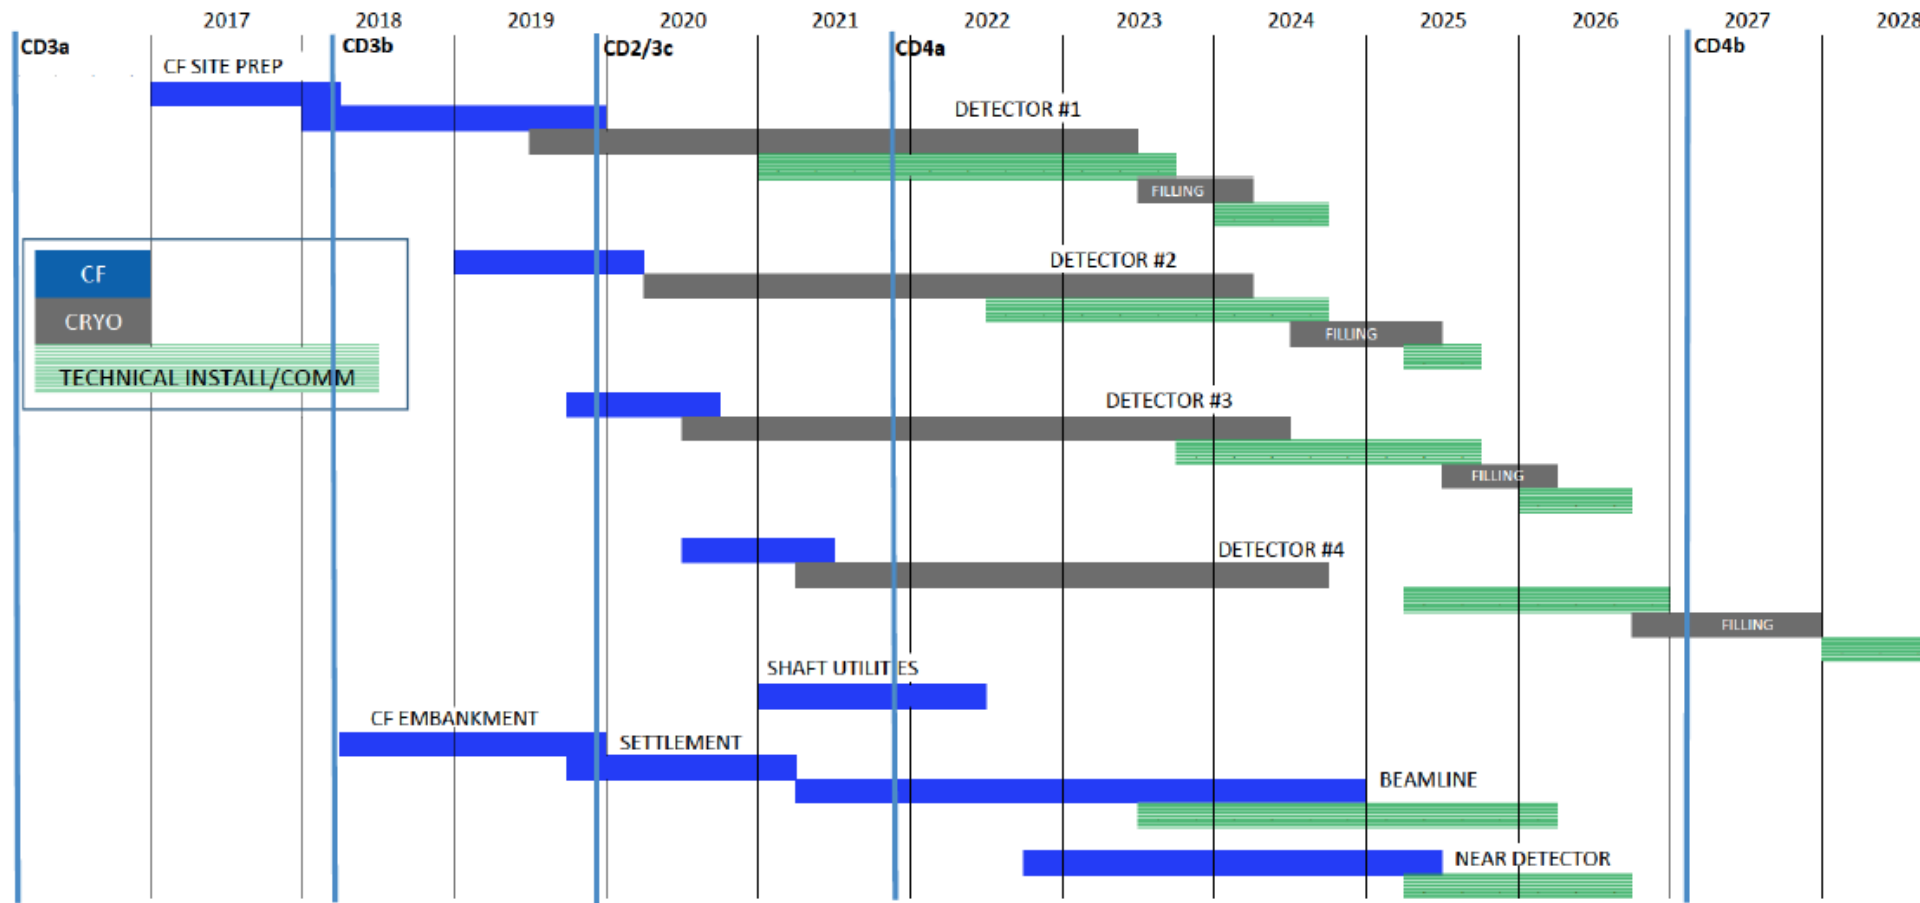 2017 2018 2019 2020 2021 2022 2023 2024 2025 2026 2027 2028
CD3a CD3b CD2/3c CD4a CD4b
CF SITE PREP
DETECTOR #1
FILLING
DETECTOR #2
CF
CRYO
FILLING
TECHNICAL INSTALL/COMM
DETECTOR #3
FILLING
DETECTOR #4
FILLING
SHAFT UTILITIES
CF EMBANKMENT
SETTLEMENT
BEAMLINE
NEAR DETECTOR